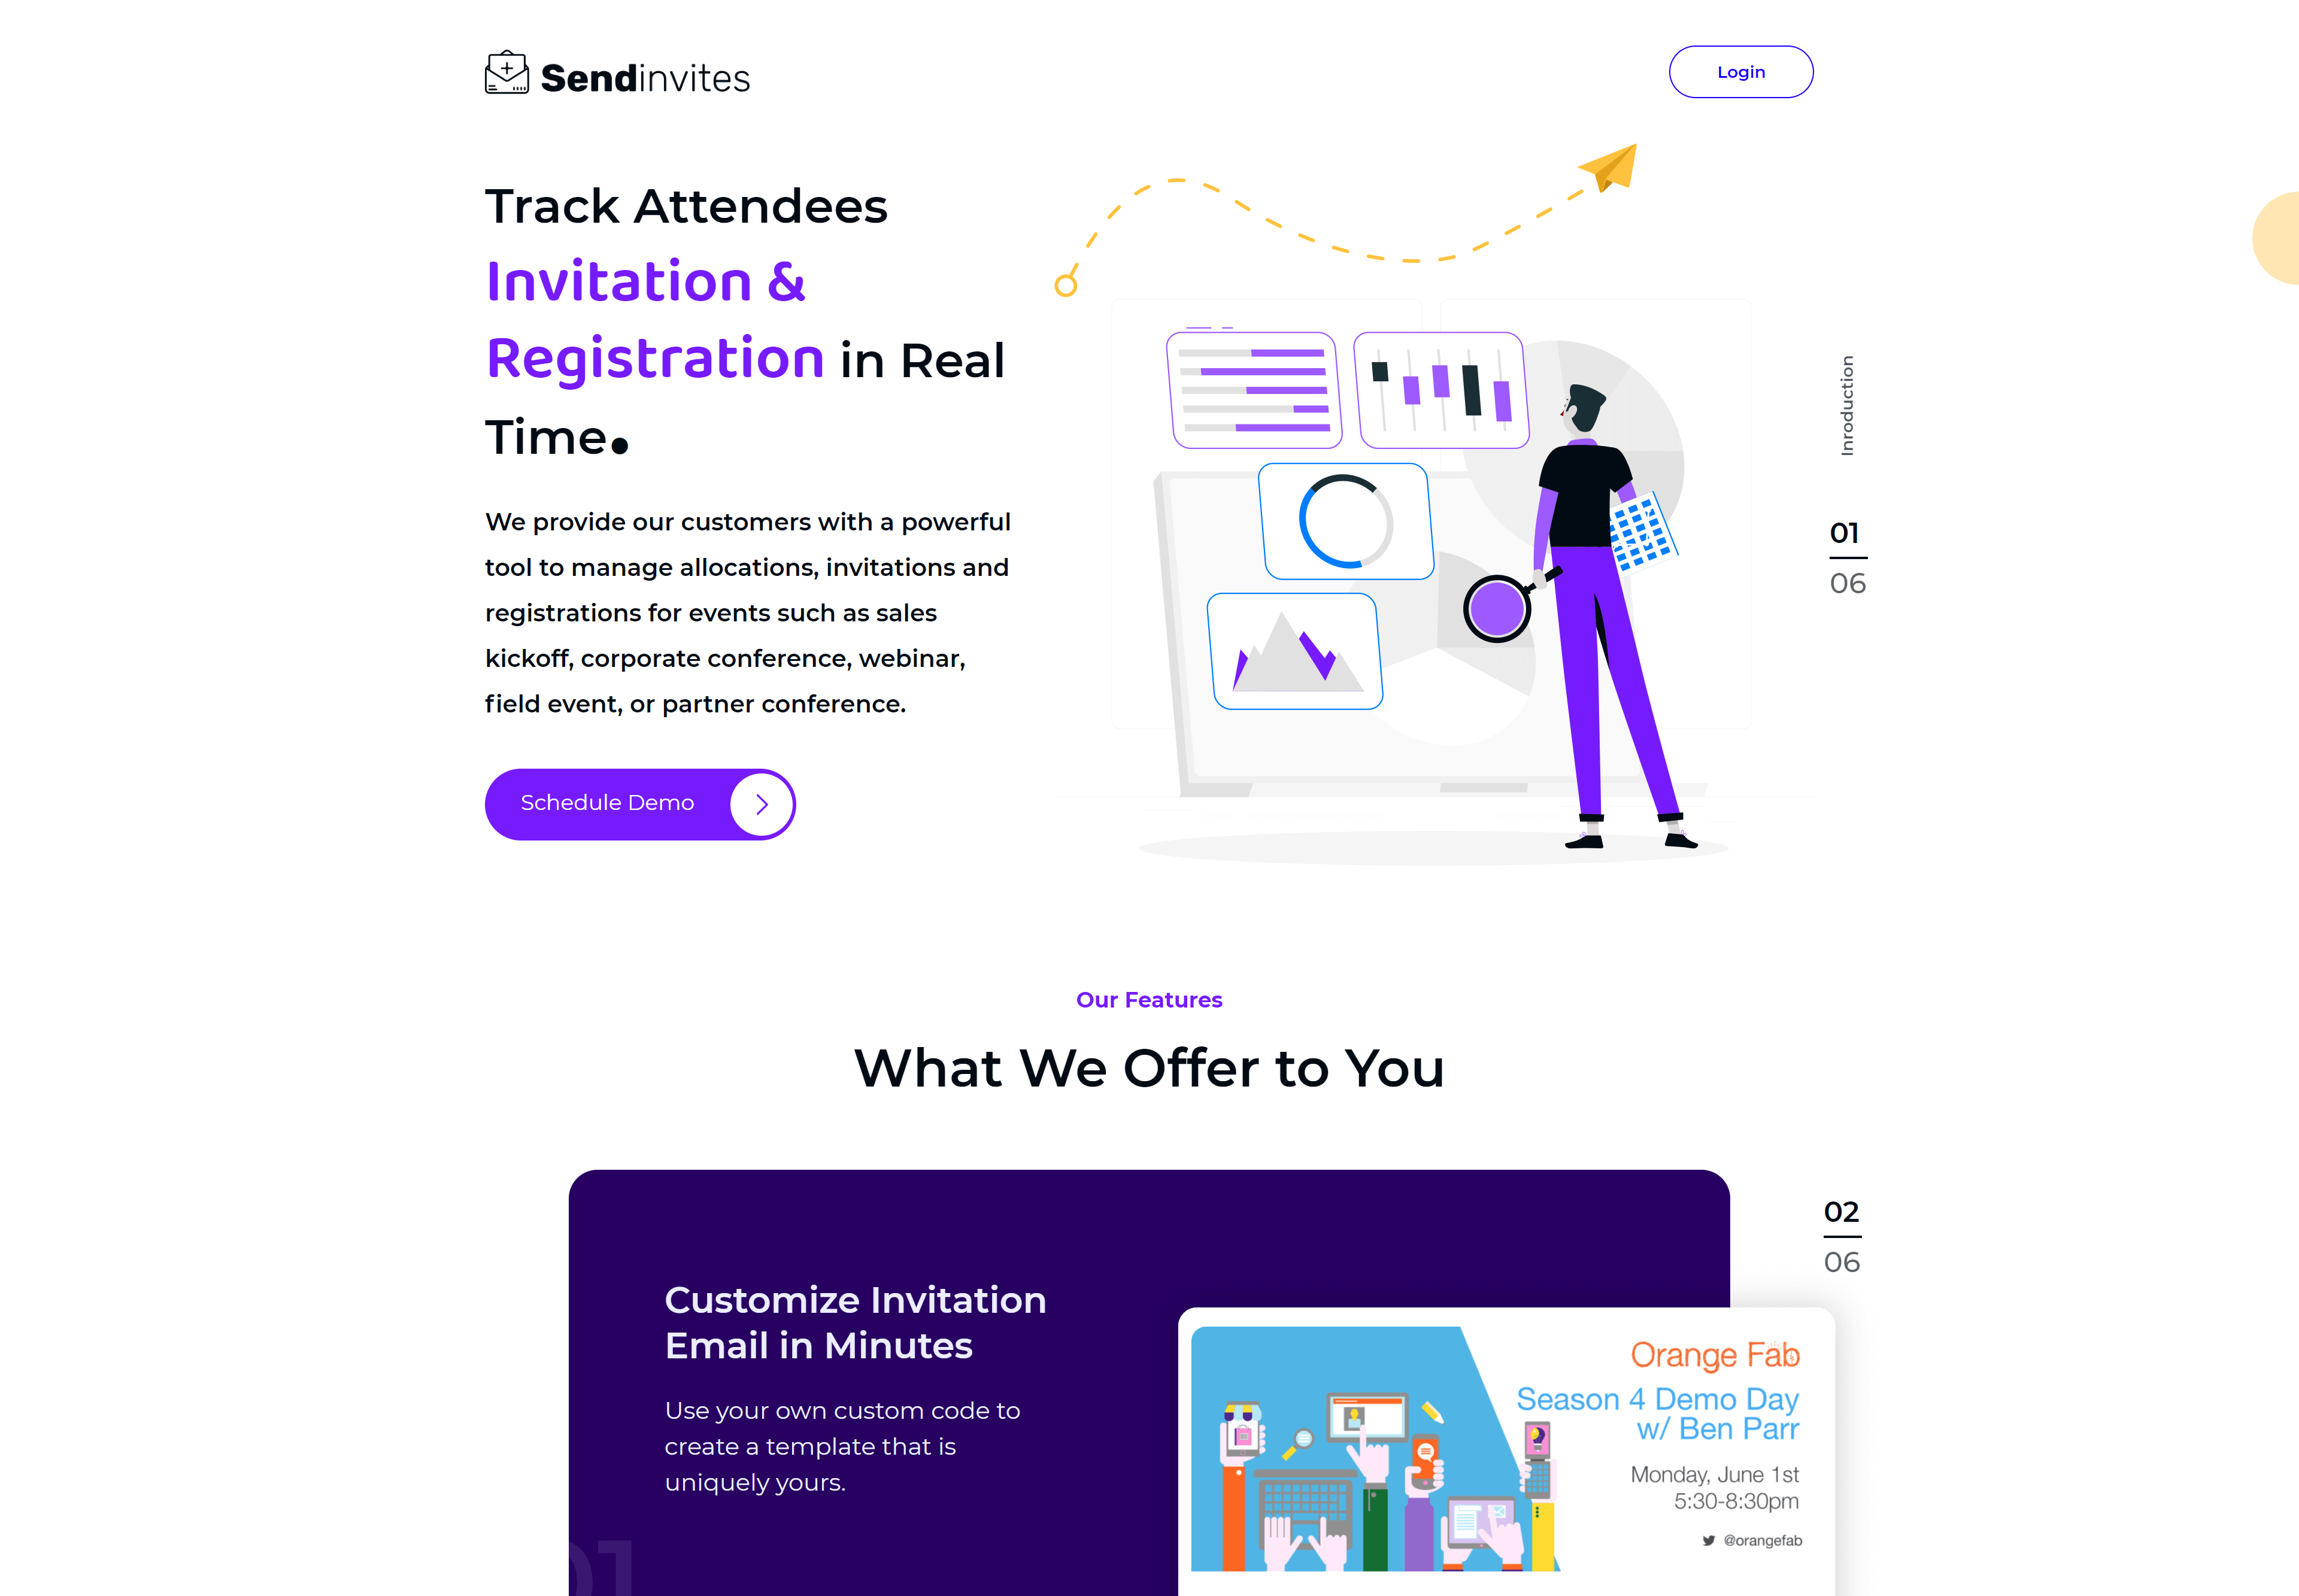 Sendinvites
Login
Track Attendees
Invitation &
Registration in Real
Time.
We provide our customers with a powerful
tool to manage allocations, invitations and
registrations for events such as sales
kickoff, corporate conference, webinar,
field event, or partner conference.
Schedule Demo
Inroduction
01
06
Our Features
What We Offer to You
02
06
Customize Invitation
Email in Minutes
Use your own custom code to
create a template that is
uniquely yours.
01
Orange Fab
Season 4 Demo Day
w/ Ben Parr
Monday, June 1st
5:30-8:30pm
@orangefab